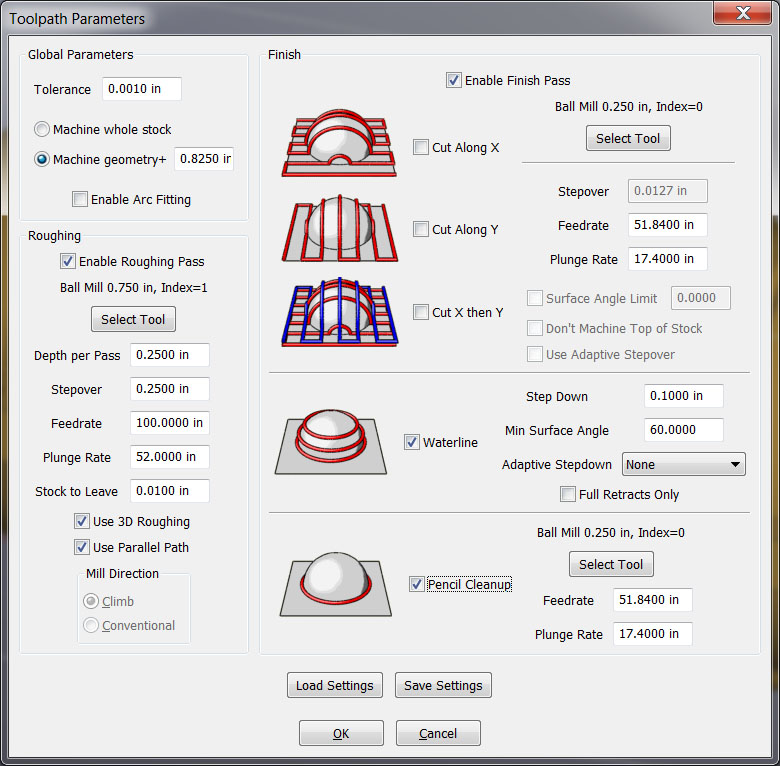 Toolpath Parameters
Global Parameters
Tolerance 0.0010 in
Machine whole stock
Machine geometry+ 0.8250 in
Enable Arc Fitting
Roughing
Enable Roughing Pass
Ball Mill 0.750 in, Index=1
Select Tool
Depth per Pass 0.2500 in
Stepover 0.2500 in
Feedrate 100.0000 in
Plunge Rate 52.0000 in
Stock to Leave 0.0100 in
Use 3D Roughing
Use Parallel Path
Mill Direction
Climb
Conventional
Finish
Enable Finish Pass
Cut Along X
Cut Along Y
Cut X then Y
Ball Mill 0.250 in, Index=0
Select Tool
Stepover 0.0127 in
Feedrate 51.8400 in
Plunge Rate 17.4000 in
Surface Angle Limit 0.0000
Don't Machine Top of Stock
Use Adaptive Stepover
Waterline
Step Down 0.1000 in
Min Surface Angle 60.0000
Adaptive Stepdown None
Full Retracts Only
Pencil Cleanup
Ball Mill 0.250 in, Index=0
Select Tool
Feedrate 51.8400 in
Plunge Rate 17.4000 in
Load Settings Save Settings
OK Cancel